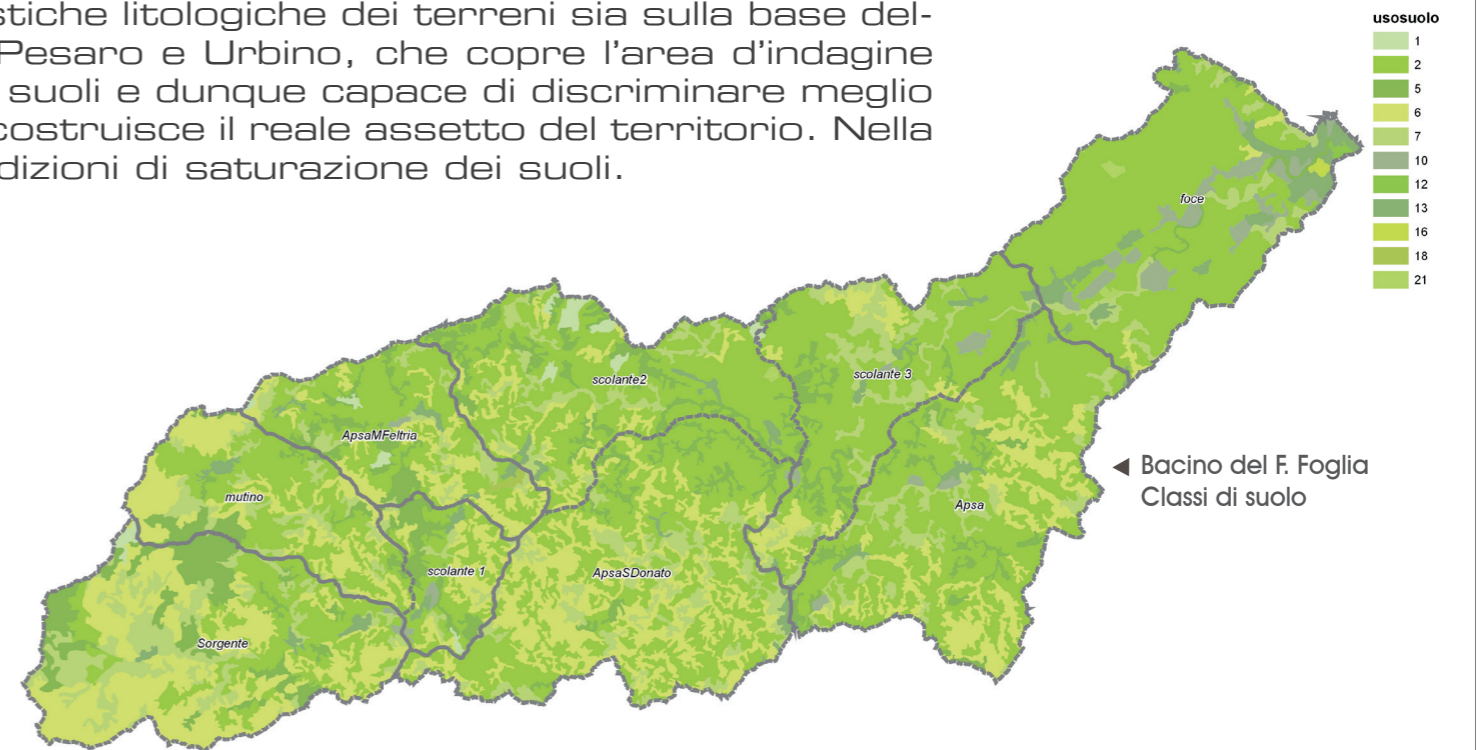 stiche litologiche dei terreni sia sulla base del-
Pesaro e Urbino, che copre l'area d'indagine
suoli e dunque capace di discriminare meglio
costruisce il reale assetto del territorio. Nella
dizioni di saturazione dei suoli.
usosuolo
1
2
5
6
7
10
12
13
16
18
21
foce
scolante 3
scolante2
ApsaMFeltria
mutino
Apsa
scolante 1
ApsaSDonato
Sorgente
◄ Bacino del F. Foglia
Classi di suolo